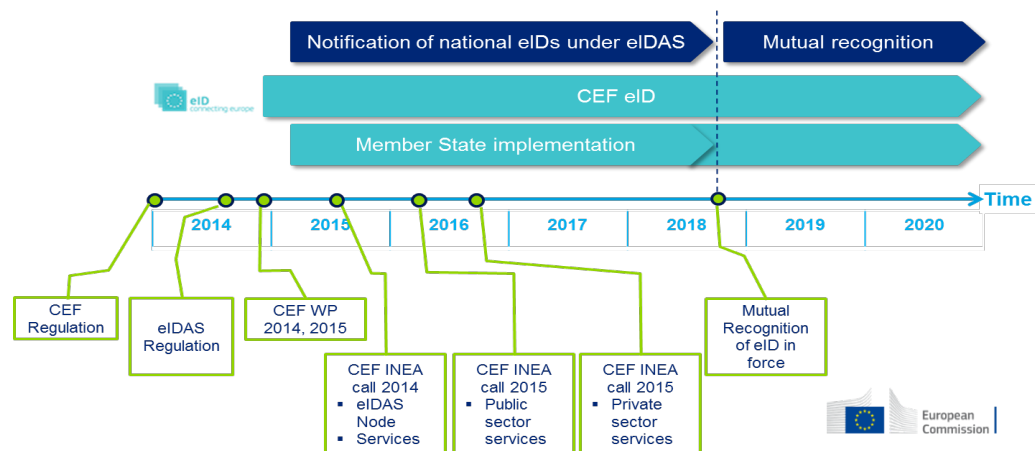 Notification of national eIDs under eIDAS
Mutual recognition
eID
connecting europe
CEF eID
Member State implementation
Time
2014
2015
2016
2017
2018
2019
2020
CEF
Regulation
eIDAS
Regulation
CEF WP
2014, 2015
CEF INEA
call 2014
▪ eIDAS
Node
▪ Services
CEF INEA
call 2015
▪ Public
sector
services
CEF INEA
call 2015
▪ Private
sector
services
Mutual
Recognition
of eID in
force
European
Commission